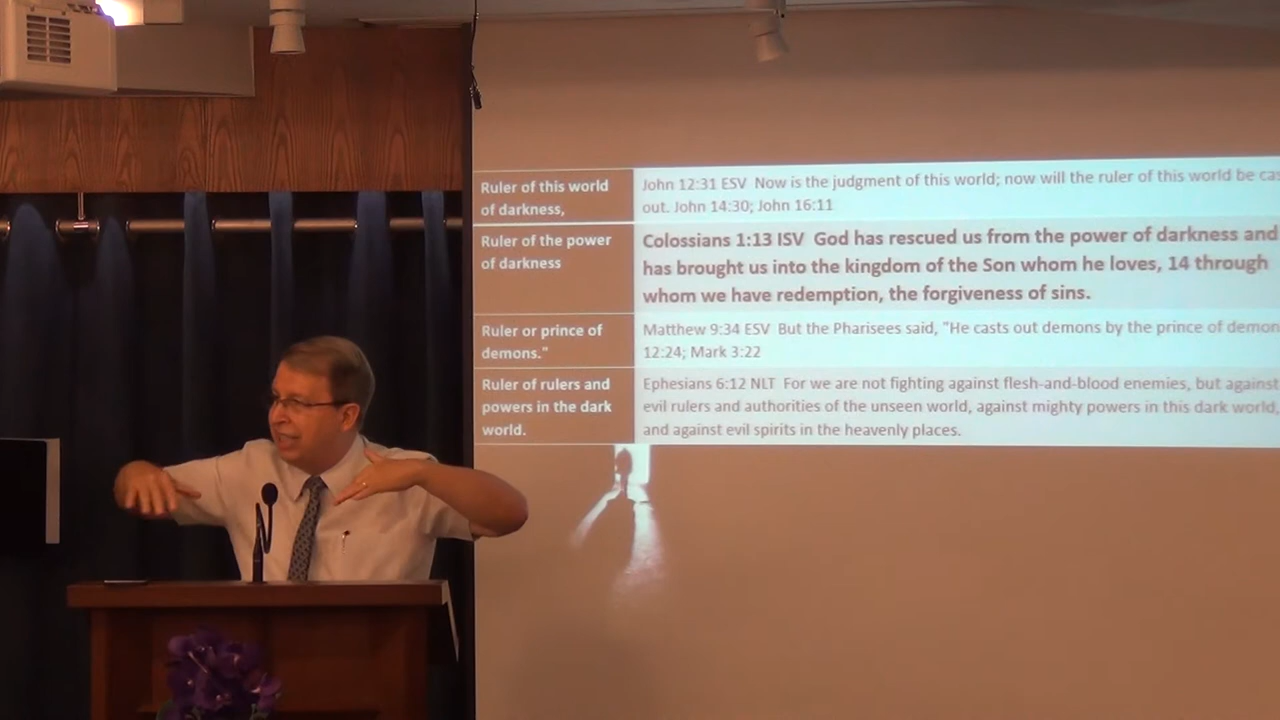 Ruler of this world
of darkness,
John 12:31 ESV Now is the judgment of this world; now will the ruler of this world be
out. John 14:30; John 16:11
Ruler of the power
of darkness
Colossians 1:13 ISV God has rescued us from the power of darkness and
has brought us into the kingdom of the Son whom he loves, 14 through
whom we have redemption, the forgiveness of sins.
Ruler or prince of
demons."
Matthew 9:34 ESV But the Pharisees said, "He casts out demons by the prince of demon
12:24; Mark 3:22
Ruler of rulers and
powers in the dark
world.
Ephesians 6:12 NLT For we are not fighting against flesh-and-blood enemies, but against
evil rulers and authorities of the unseen world, against mighty powers in this dark world,
and against evil spirits in the heavenly places.